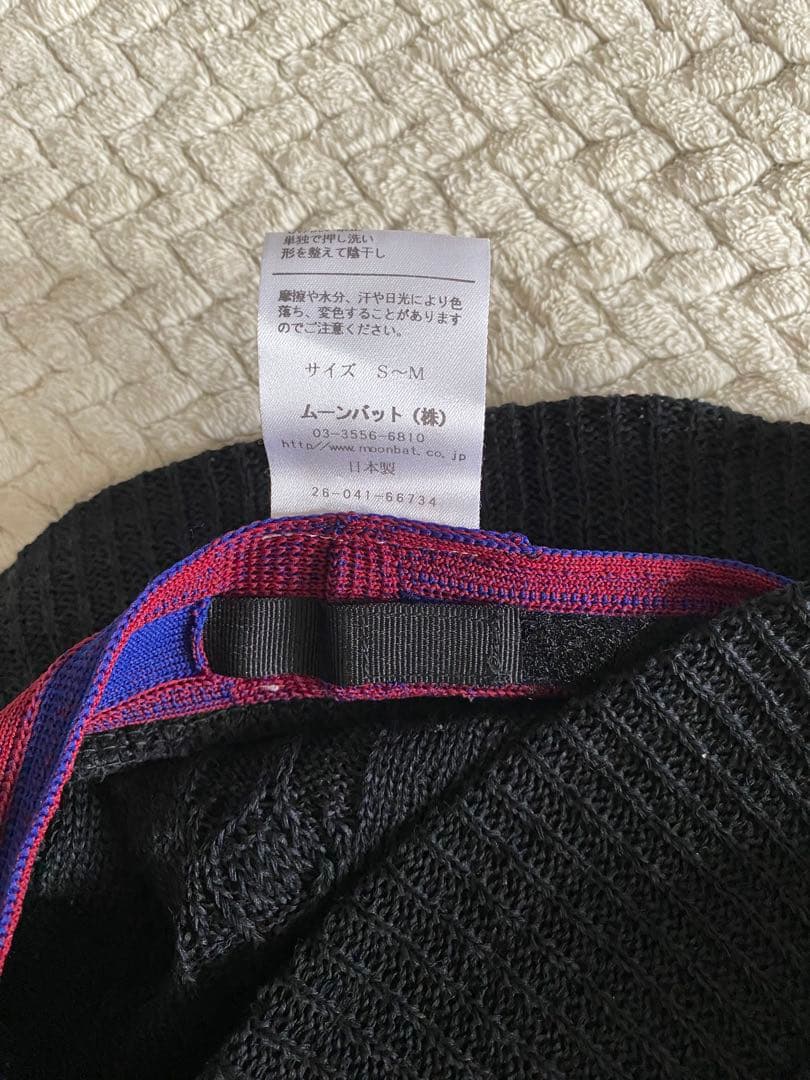 単独で押し洗い
形を整えて陰干し
摩擦や水分、汗や日光により色
落ち、変色することがあります
のでご注意ください。
サイズ S〜M
ムーンバット（株）
03-3556-6810
http//www.moonbat.co.jp
日本製
26-041-66734